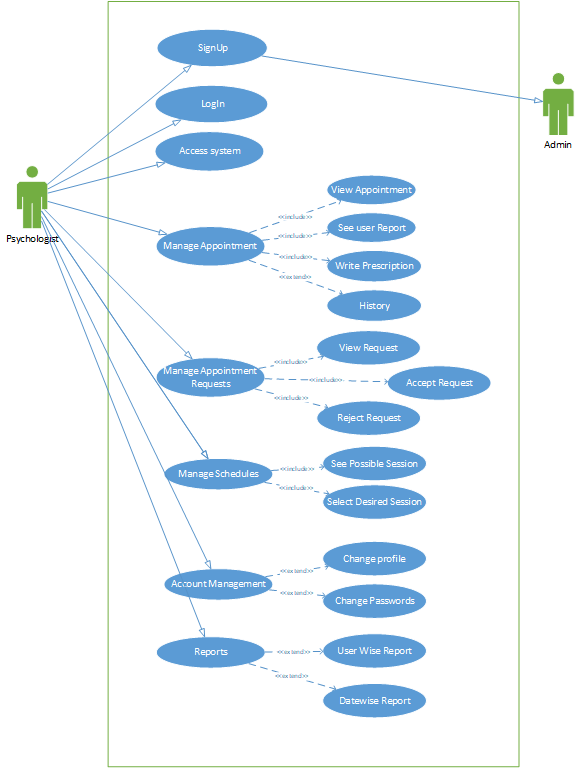 SignUp
Admin
LogIn
Access system
Psychologist
Manage Appointment
<<include>>
View Appointment
<<include>>
See user Report
<<include>>
Write Prescription
<<extend>>
History
Manage Appointment
Requests
<<include>>
View Request
<<include>>
Accept Request
<<include>>
Reject Request
Manage Schedules
<<include>>
See Possible Session
<<include>>
Select Desired Session
Account Management
<<extend>>
Change profile
<<extend>>
Change Passwords
Reports
<<extend>>
User Wise Report
<<extend>>
Datewise Report